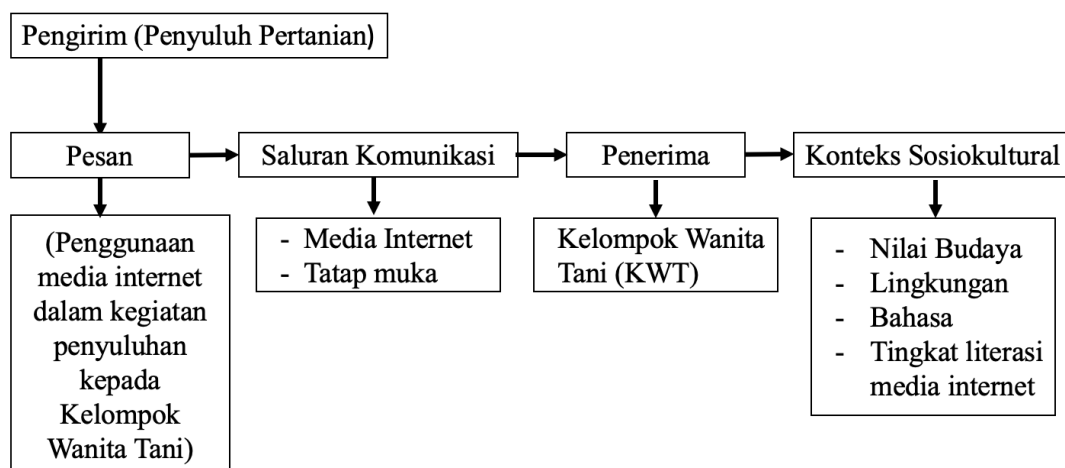 Pengirim (Penyuluh Pertanian)
Pesan
Saluran Komunikasi
Penerima
Konteks Sosiokultural
(Penggunaan
media internet
dalam kegiatan
penyuluhan
kepada
Kelompok
Wanita Tani)
- Media Internet
- Tatap muka
Kelompok Wanita
Tani (KWT)
- Nilai Budaya
- Lingkungan
- Bahasa
- Tingkat literasi
media internet